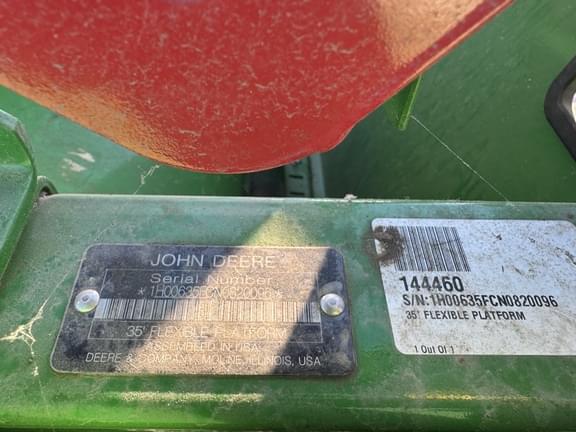 JOHN DEERE
Serial Number
* 1H00635FCN0820096 *
35' FLEXIBLE PLATFORM
ASSEMBLED IN USA
DEERE & COMPANY, MOLINE, ILLINOIS, USA
144460
S/N:1H00635FCN0820096
35' FLEXIBLE PLATFORM
1 Out Of 1